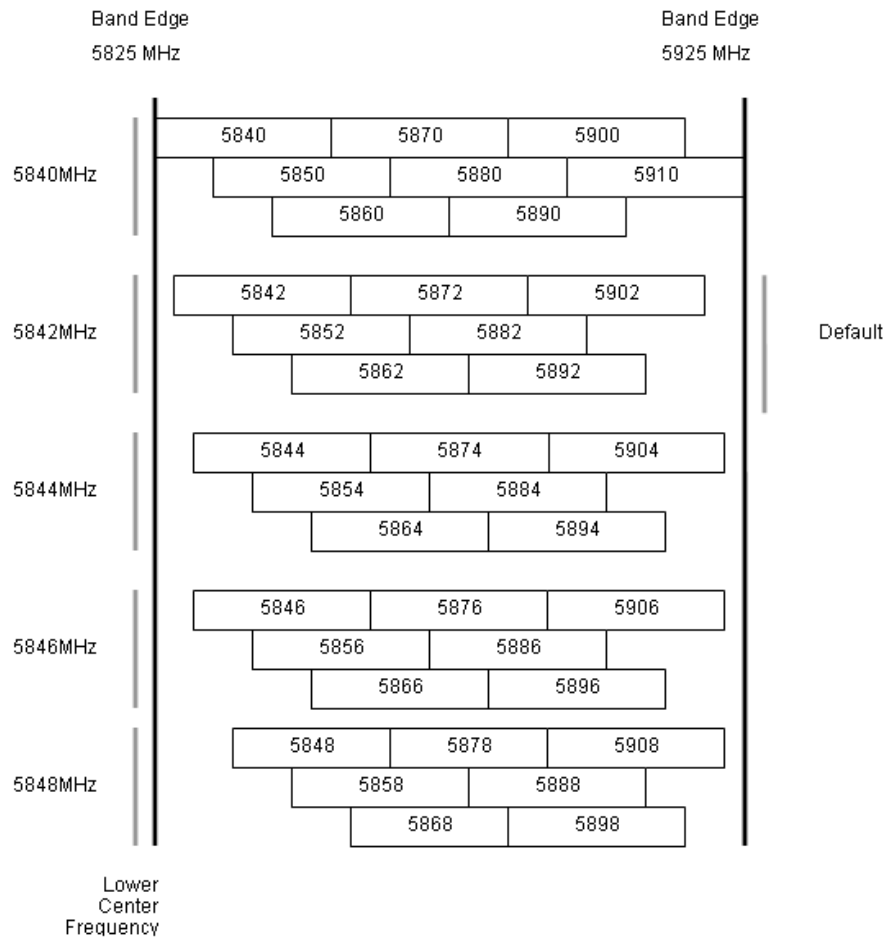 Band Edge Band Edge
5825 MHz 5925 MHz
5840 5870 5900
5840MHz 5850 5880 5910
5860 5890
5842 5872 5902
5842MHz 5852 5882 Default
5862 5892
5844 5874 5904
5844MHz 5854 5884
5864 5894
5846 5876 5906
5846MHz 5856 5886
5866 5896
5848 5878 5908
5848MHz 5858 5888
5868 5898
Lower
Center
Frequency